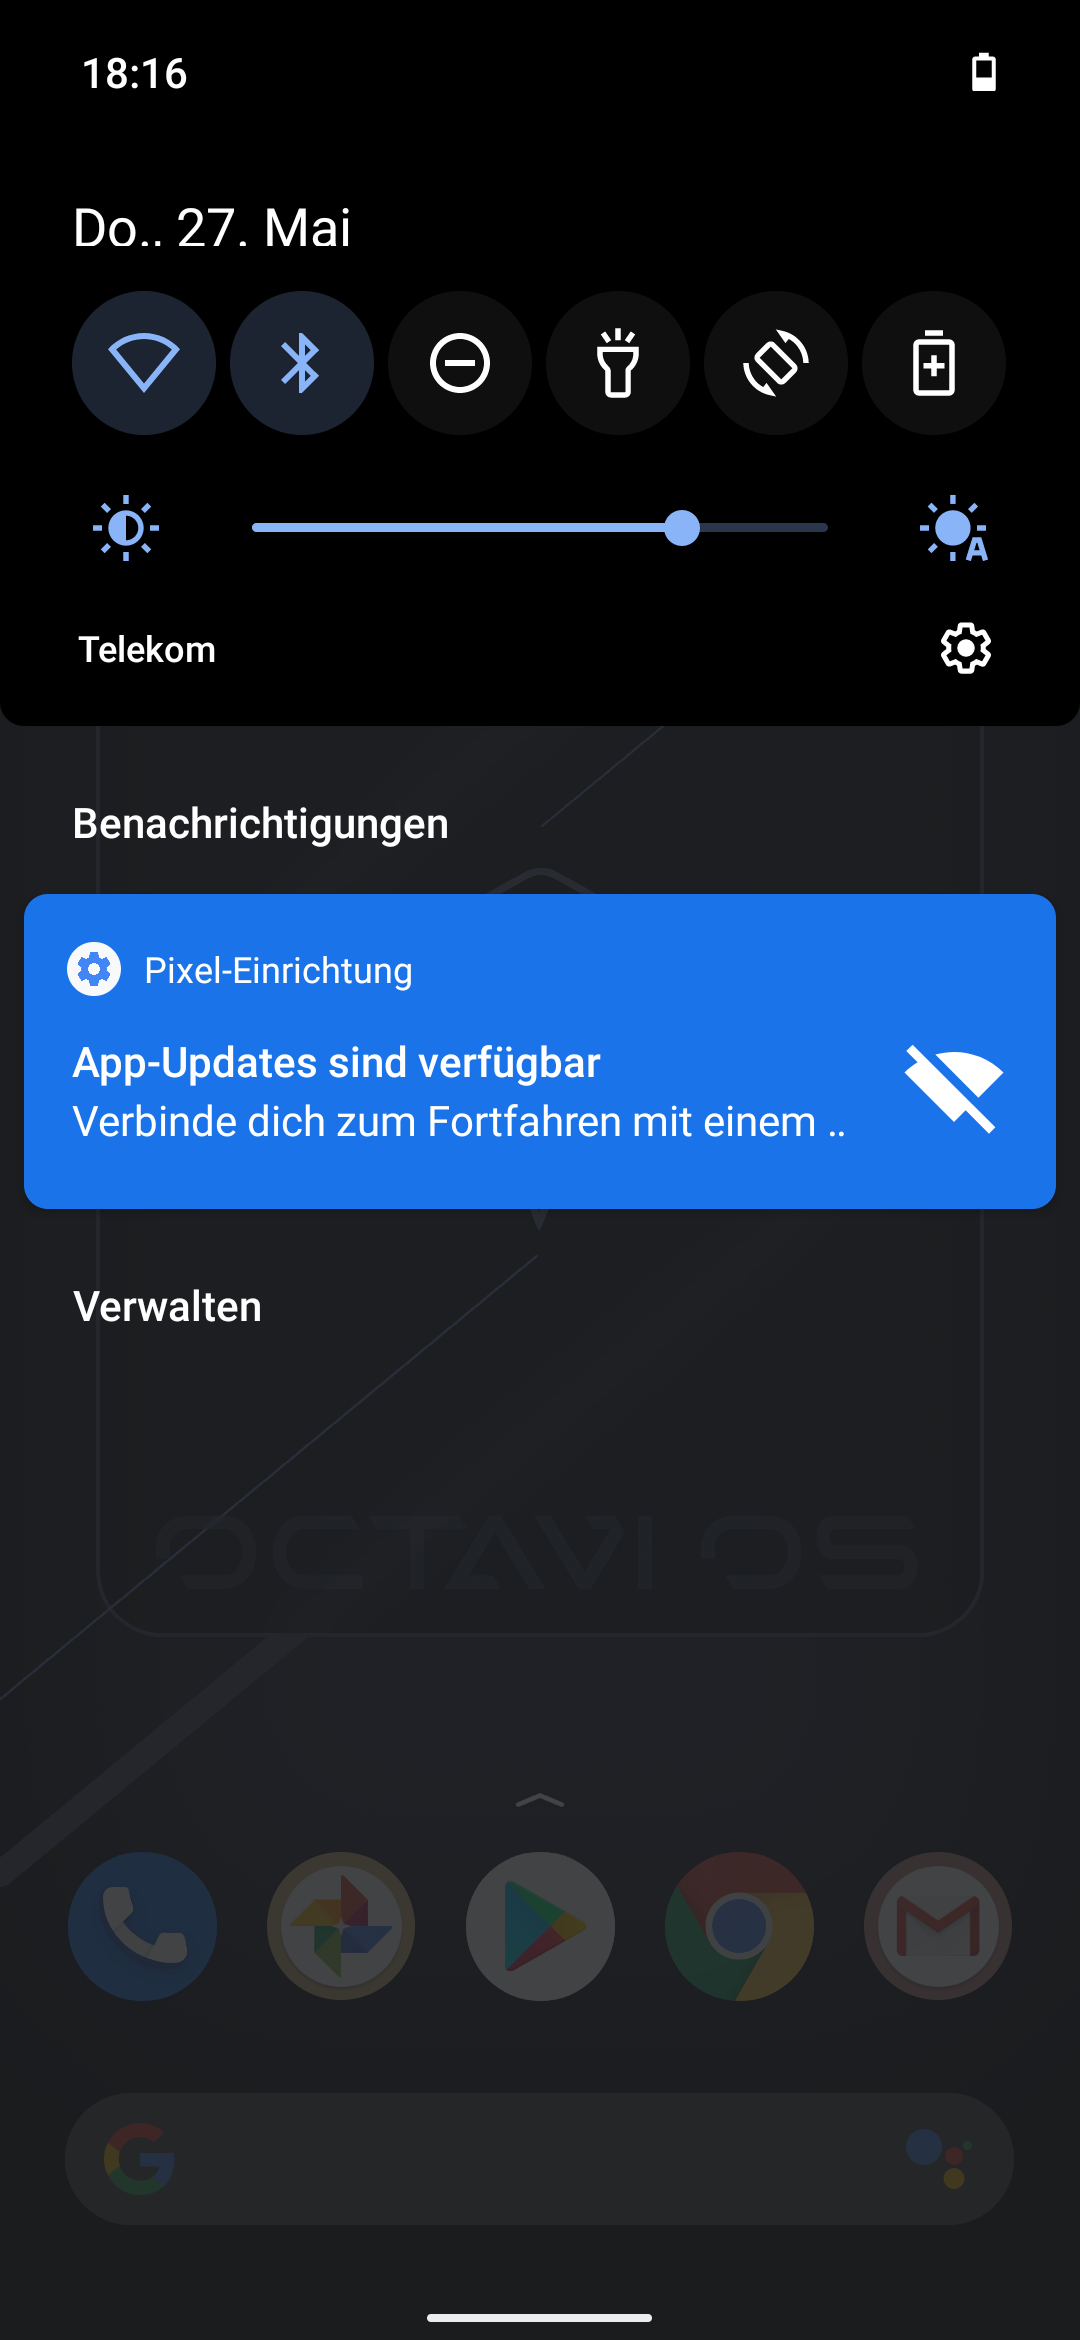 18:16
Do.. 27. Mai
Telekom
Benachrichtigungen
Pixel-Einrichtung
App-Updates sind verfügbar
Verbinde dich zum Fortfahren mit einem ..
Verwalten
OCTAVI OS